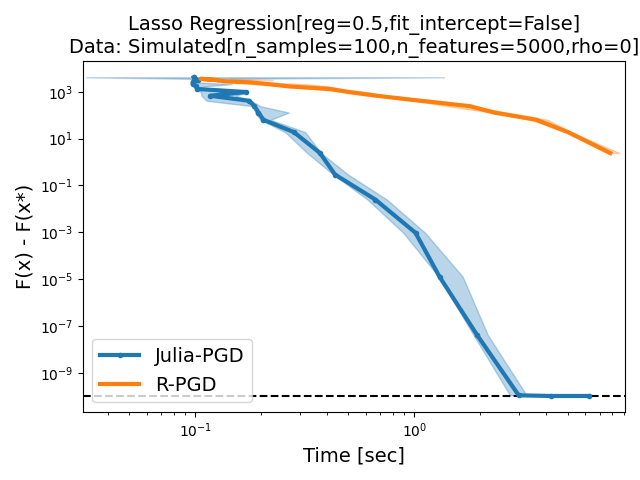 Lasso Regression[reg=0.5,fit_intercept=False]
Data: Simulated[n_samples=100,n_features=5000,rho=0]
F(x) - F(x*)
10³
10¹
10⁻¹
10⁻³
10⁻⁵
10⁻⁷
10⁻⁹
Julia-PGD
R-PGD
10⁻¹
10⁰
Time [sec]